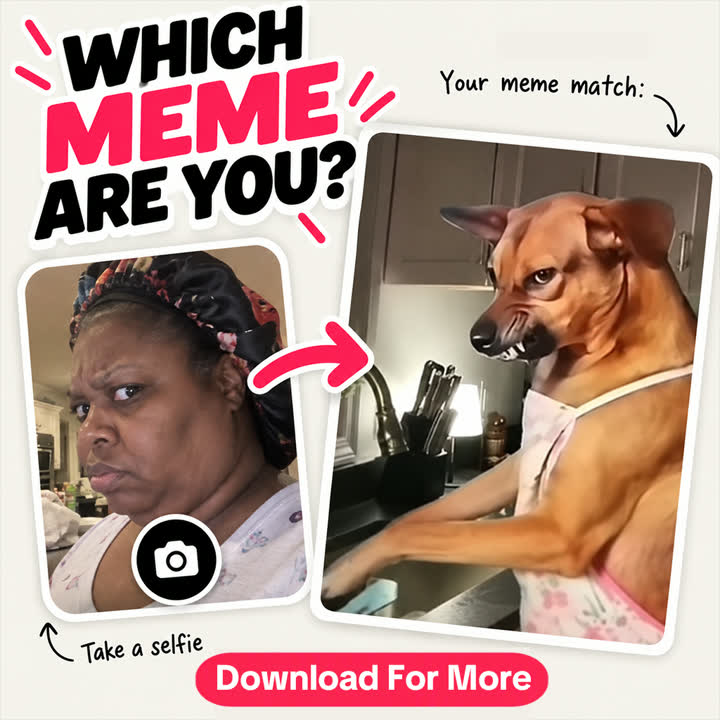 WHICH
MEME
ARE YOU?
Your meme match:
Take a selfie
Download For More